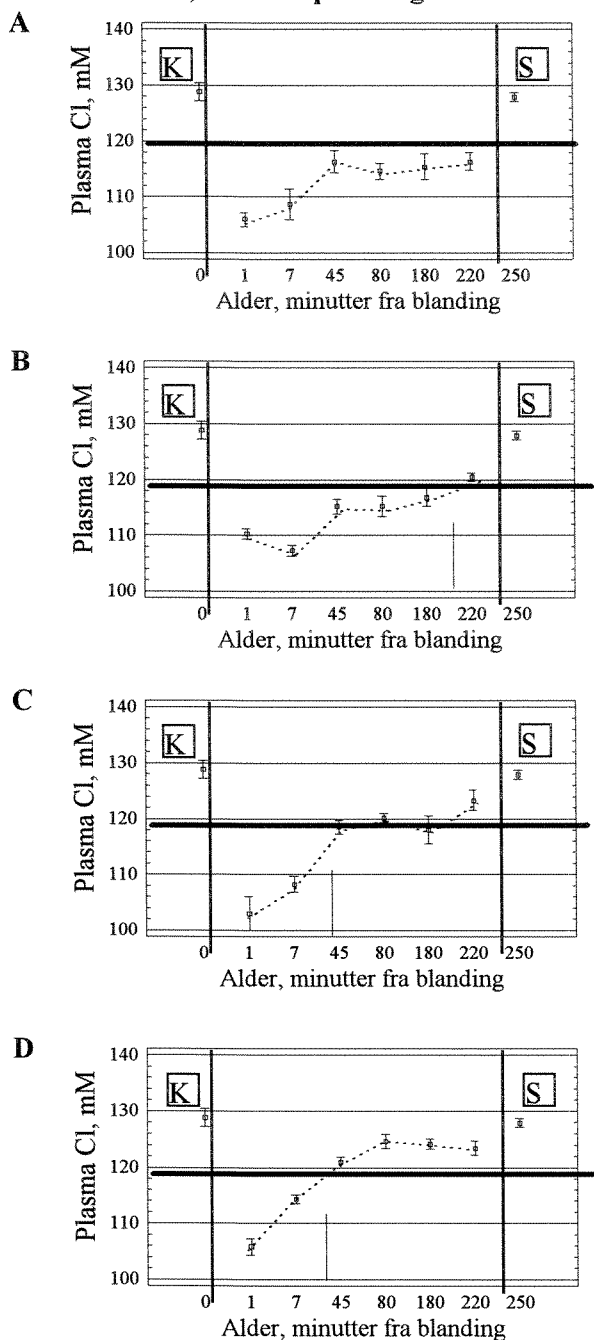 A
Plasma Cl, mM
140
130
120
110
100
K
S
0 1 7 45 80 180 220 250
Alder, minutter fra blanding
B
Plasma Cl, mM
140
130
120
110
100
K
S
0 1 7 45 80 180 220 250
Alder, minutter fra blanding
C
Plasma Cl, mM
140
130
120
110
100
K
S
0 1 7 45 80 180 220 250
Alder, minutter fra blanding
D
Plasma Cl, mM
140
130
120
110
100
K
S
0 1 7 45 80 180 220 250
Alder, minutter fra blanding